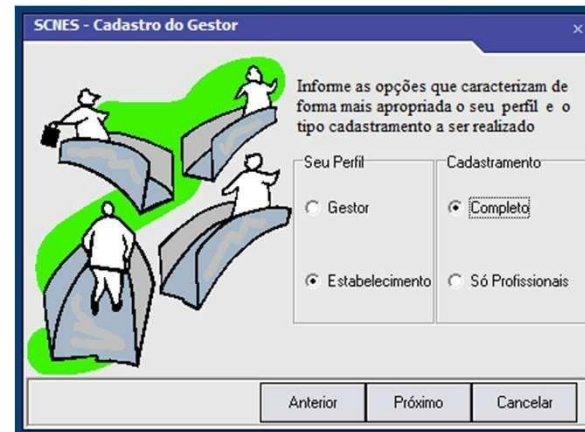 SCNES - Cadastro do Gestor
x
Informe as opções que caracterizam de
forma mais apropriada o seu perfil e o
tipo cadastramento a ser realizado
Seu Perfil
Gestor
Estabelecimento
Cadastramento
Completo
Só Profissionais
Anterior
Próximo
Cancelar